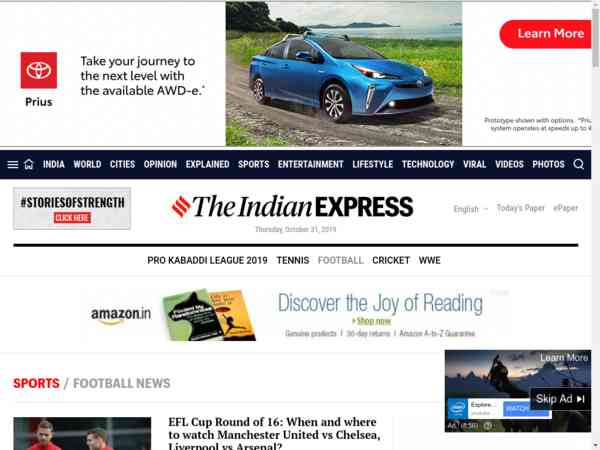 Take your journey to
the next level with
the available AWD-e.*
Prius
Learn More
Prototype shown with options. *Priu
system operates at speeds up to 4
INDIA WORLD CITIES OPINION EXPLAINED SPORTS ENTERTAINMENT LIFESTYLE TECHNOLOGY VIRAL VIDEOS PHOTOS
#STORIESOFSTRENGTH
CLICK HERE
The Indian EXPRESS
Thursday, October 31, 2019
English Today's Paper ePaper
PRO KABADDI LEAGUE 2019 TENNIS FOOTBALL CRICKET WWE
amazon.in
Discover the Joy of Reading
Shop now
Genuine products | 30-day returns | Amazon A-to-Z Guarantee
SPORTS / FOOTBALL NEWS
Learn More
Explore...
youtube
WATCH
Skip Ad
Ad
EFL Cup Round of 16: When and where
to watch Manchester United vs Chelsea,
Liverpool vs Arsenal?